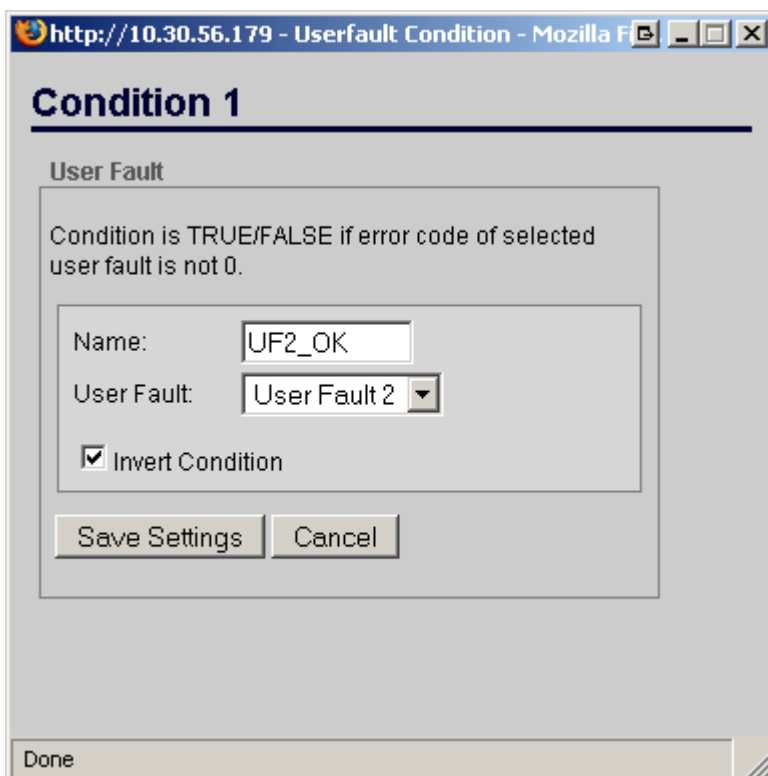 http://10.30.56.179 - Userfault Condition - Mozilla F
Condition 1
User Fault
Condition is TRUE/FALSE if error code of selected
user fault is not 0.
Name: UF2_OK
User Fault: User Fault 2
Invert Condition
Save Settings Cancel
Done